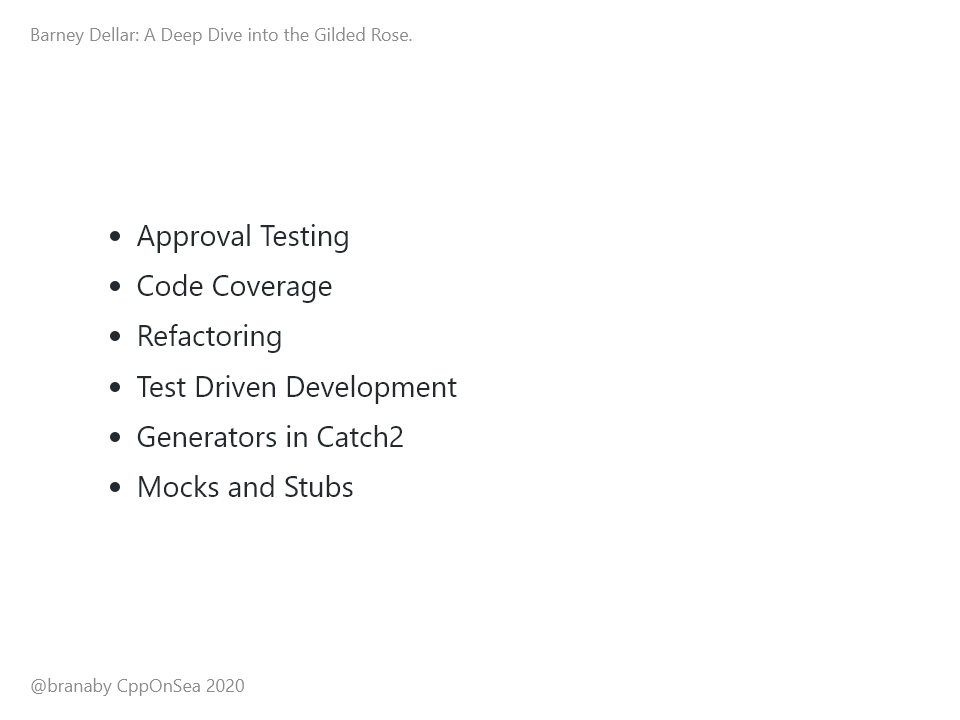 Barney Dellar: A Deep Dive into the Gilded Rose.
• Approval Testing
• Code Coverage
• Refactoring
• Test Driven Development
• Generators in Catch2
• Mocks and Stubs
@branaby CppOnSea 2020